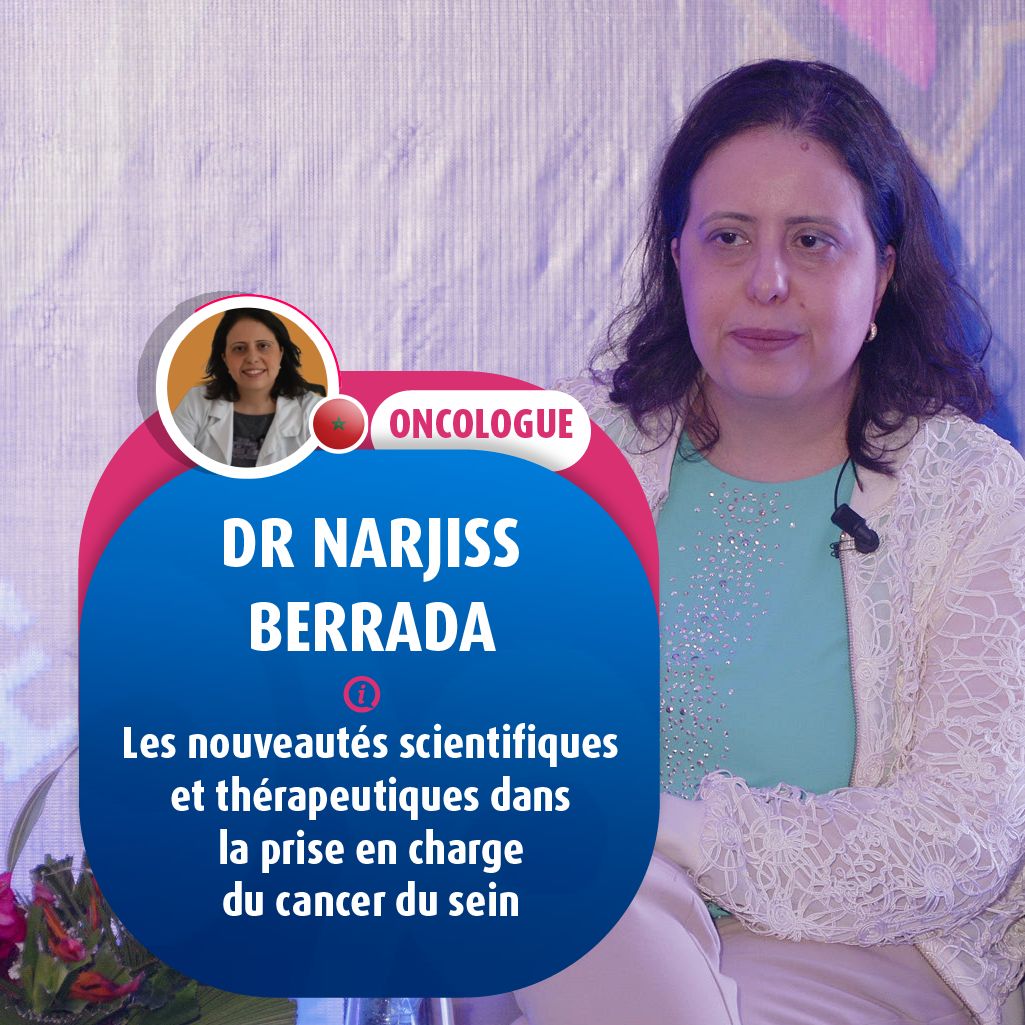 ONCOLOGUE
DR NARJISS
BERRADA
i
Les nouveautés scientifiques
et thérapeutiques dans
la prise en charge
du cancer du sein